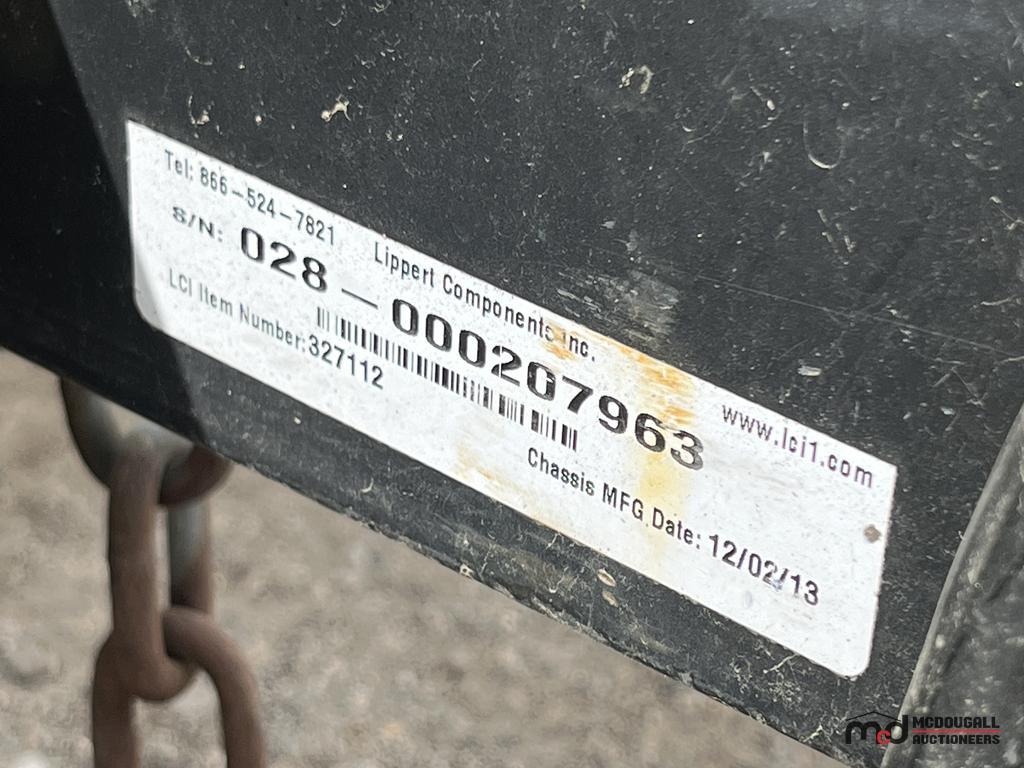 Tel: 866-524-7821 Lippert Components Inc. www.lci1.com
S/N: 028-000207963
LCI Item Number:327112 Chassis MFG Date: 12/02/13
mcd MCDOUGALL
AUCTIONEERS